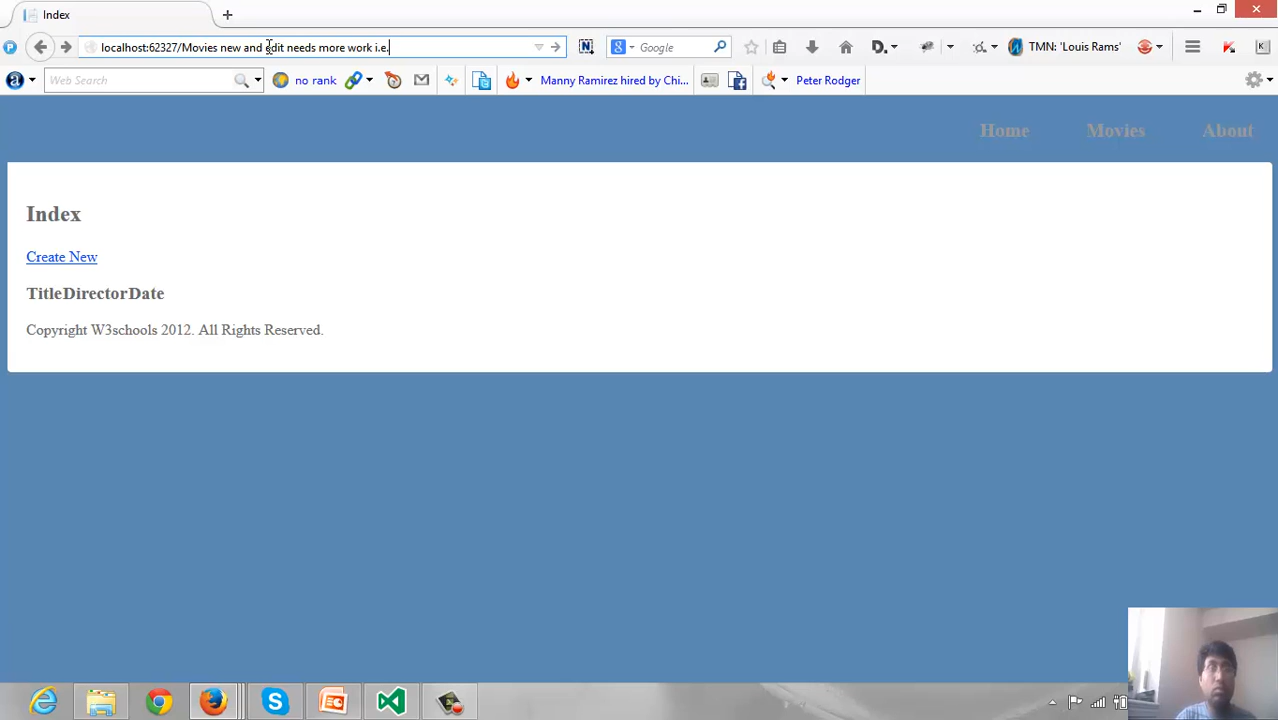 Index
localhost:62327/Movies new and edit needs more work i.e.
Google
TMN: 'Louis Rams'
Web Search
no rank
Manny Ramirez hired by Chi...
Peter Rodger
Home Movies About
Index
Create New
TitleDirectorDate
Copyright W3schools 2012. All Rights Reserved.